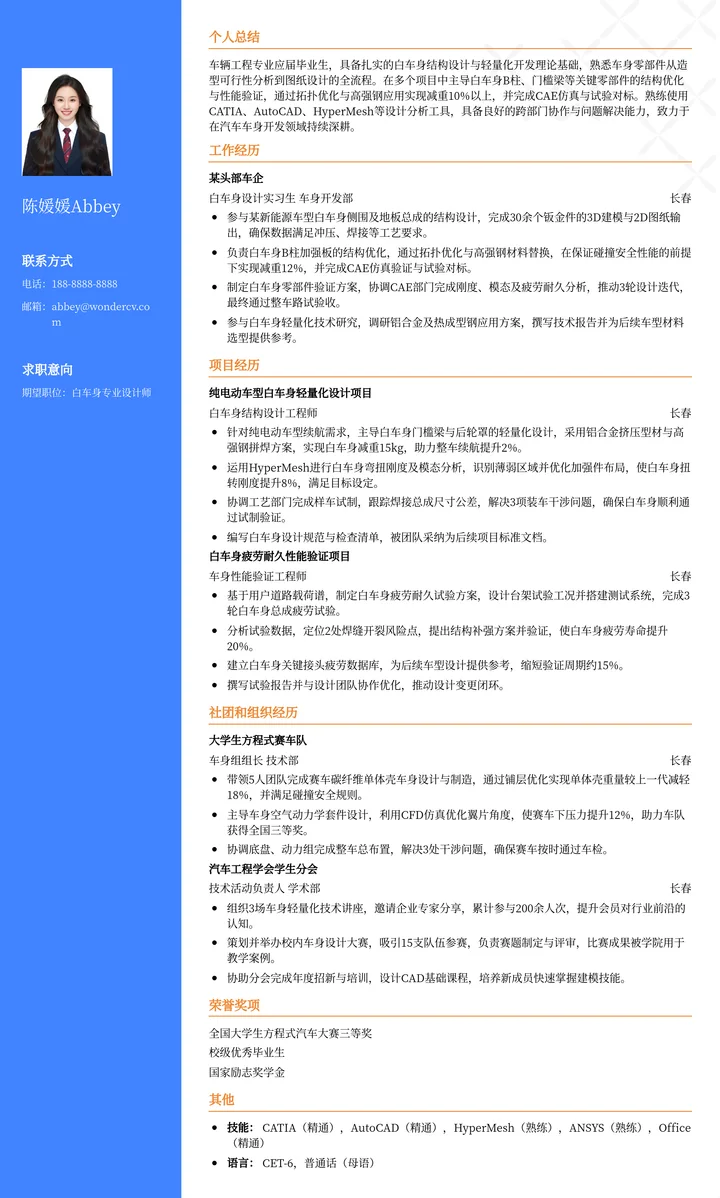 陈媛媛Abbey
联系方式
电话：188-8888-8888
邮箱：abbey@wondercv.co
m
求职意向
期望职位：白车身专业设计师
个人总结
车辆工程专业应届毕业生，具备扎实的白车身结构设计与轻量化开发理论基础，熟悉车身零部件从造
型可行性分析到图纸设计的全流程。在多个项目中主导白车身B柱、门槛梁等关键零部件的结构优化
与性能验证，通过拓扑优化与高强钢应用实现减重10%以上，并完成CAE仿真与试验对标。熟练使用
CATIA、AutoCAD、HyperMesh等设计分析工具，具备良好的跨部门协作与问题解决能力，致力于
在汽车车身开发领域持续深耕。
工作经历
某头部车企
白车身设计实习生 车身开发部 长春
• 参与某新能源车型白车身侧围及地板总成的结构设计，完成30余个钣金件的3D建模与2D图纸输
出，确保数据满足冲压、焊接等工艺要求。
• 负责白车身B柱加强板的结构优化，通过拓扑优化与高强钢材料替换，在保证碰撞安全性能的前提
下实现减重12%，并完成CAE仿真验证与试验对标。
• 制定白车身零部件验证方案，协调CAE部门完成刚度、模态及疲劳耐久分析，推动3轮设计迭代，
最终通过整车路试验收。
• 参与白车身轻量化技术研究，调研铝合金及热成型钢应用方案，撰写技术报告并为后续车型材料
选型提供参考。
项目经历
纯电动车型白车身轻量化设计项目
白车身结构设计工程师 长春
• 针对纯电动车型续航需求，主导白车身门槛梁与后轮罩的轻量化设计，采用铝合金挤压型材与高
强钢拼焊方案，实现白车身减重15kg，助力整车续航提升2%。
• 运用HyperMesh进行白车身弯扭刚度及模态分析，识别薄弱区域并优化加强件布局，使白车身扭
转刚度提升8%，满足目标设定。
• 协调工艺部门完成样车试制，跟踪焊接总成尺寸公差，解决3项装车干涉问题，确保白车身顺利通
过试制验证。
• 编写白车身设计规范与检查清单，被团队采纳为后续项目标准文档。
白车身疲劳耐久性能验证项目
车身性能验证工程师 长春
• 基于用户道路载荷谱，制定白车身疲劳耐久试验方案，设计台架试验工况并搭建测试系统，完成3
轮白车身总成疲劳试验。
• 分析试验数据，定位2处焊缝开裂风险点，提出结构补强方案并验证，使白车身疲劳寿命提升
20%。
• 建立白车身关键接头疲劳数据库，为后续车型设计提供参考，缩短验证周期约15%。
• 撰写试验报告并与设计团队协作优化，推动设计变更闭环。
社团和组织经历
大学生方程式赛车队
车身组组长 技术部 长春
• 带领5人团队完成赛车碳纤维单体壳车身设计与制造，通过铺层优化实现单体壳重量较上一代减轻
18%，并满足碰撞安全规则。
• 主导车身空气动力学套件设计，利用CFD仿真优化翼片角度，使赛车下压力提升12%，助力车队
获得全国三等奖。
• 协调底盘、动力组完成整车总布置，解决3处干涉问题，确保赛车按时通过车检。
汽车工程学会学生分会
技术活动负责人 学术部 长春
• 组织3场车身轻量化技术讲座，邀请企业专家分享，累计参与200余人次，提升会员对行业前沿的
认知。
• 策划并举办校内车身设计大赛，吸引15支队伍参赛，负责赛题制定与评审，比赛成果被学院用于
教学案例。
• 协助分会完成年度招新与培训，设计CAD基础课程，培养新成员快速掌握建模技能。
荣誉奖项
全国大学生方程式汽车大赛三等奖
校级优秀毕业生
国家励志奖学金
其他
• 技能： CATIA（精通）, AutoCAD（精通）, HyperMesh（熟练）, ANSYS（熟练）, Office
（精通）
• 语言： CET-6，普通话（母语）